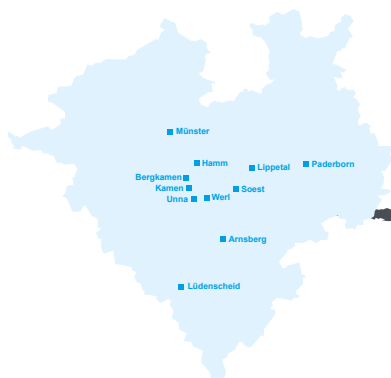 Münster
Hamm
Lippetal
Paderborn
Bergkamen
Kamen
Soest
Unna
Werl
Arnsberg
Lüdenscheid